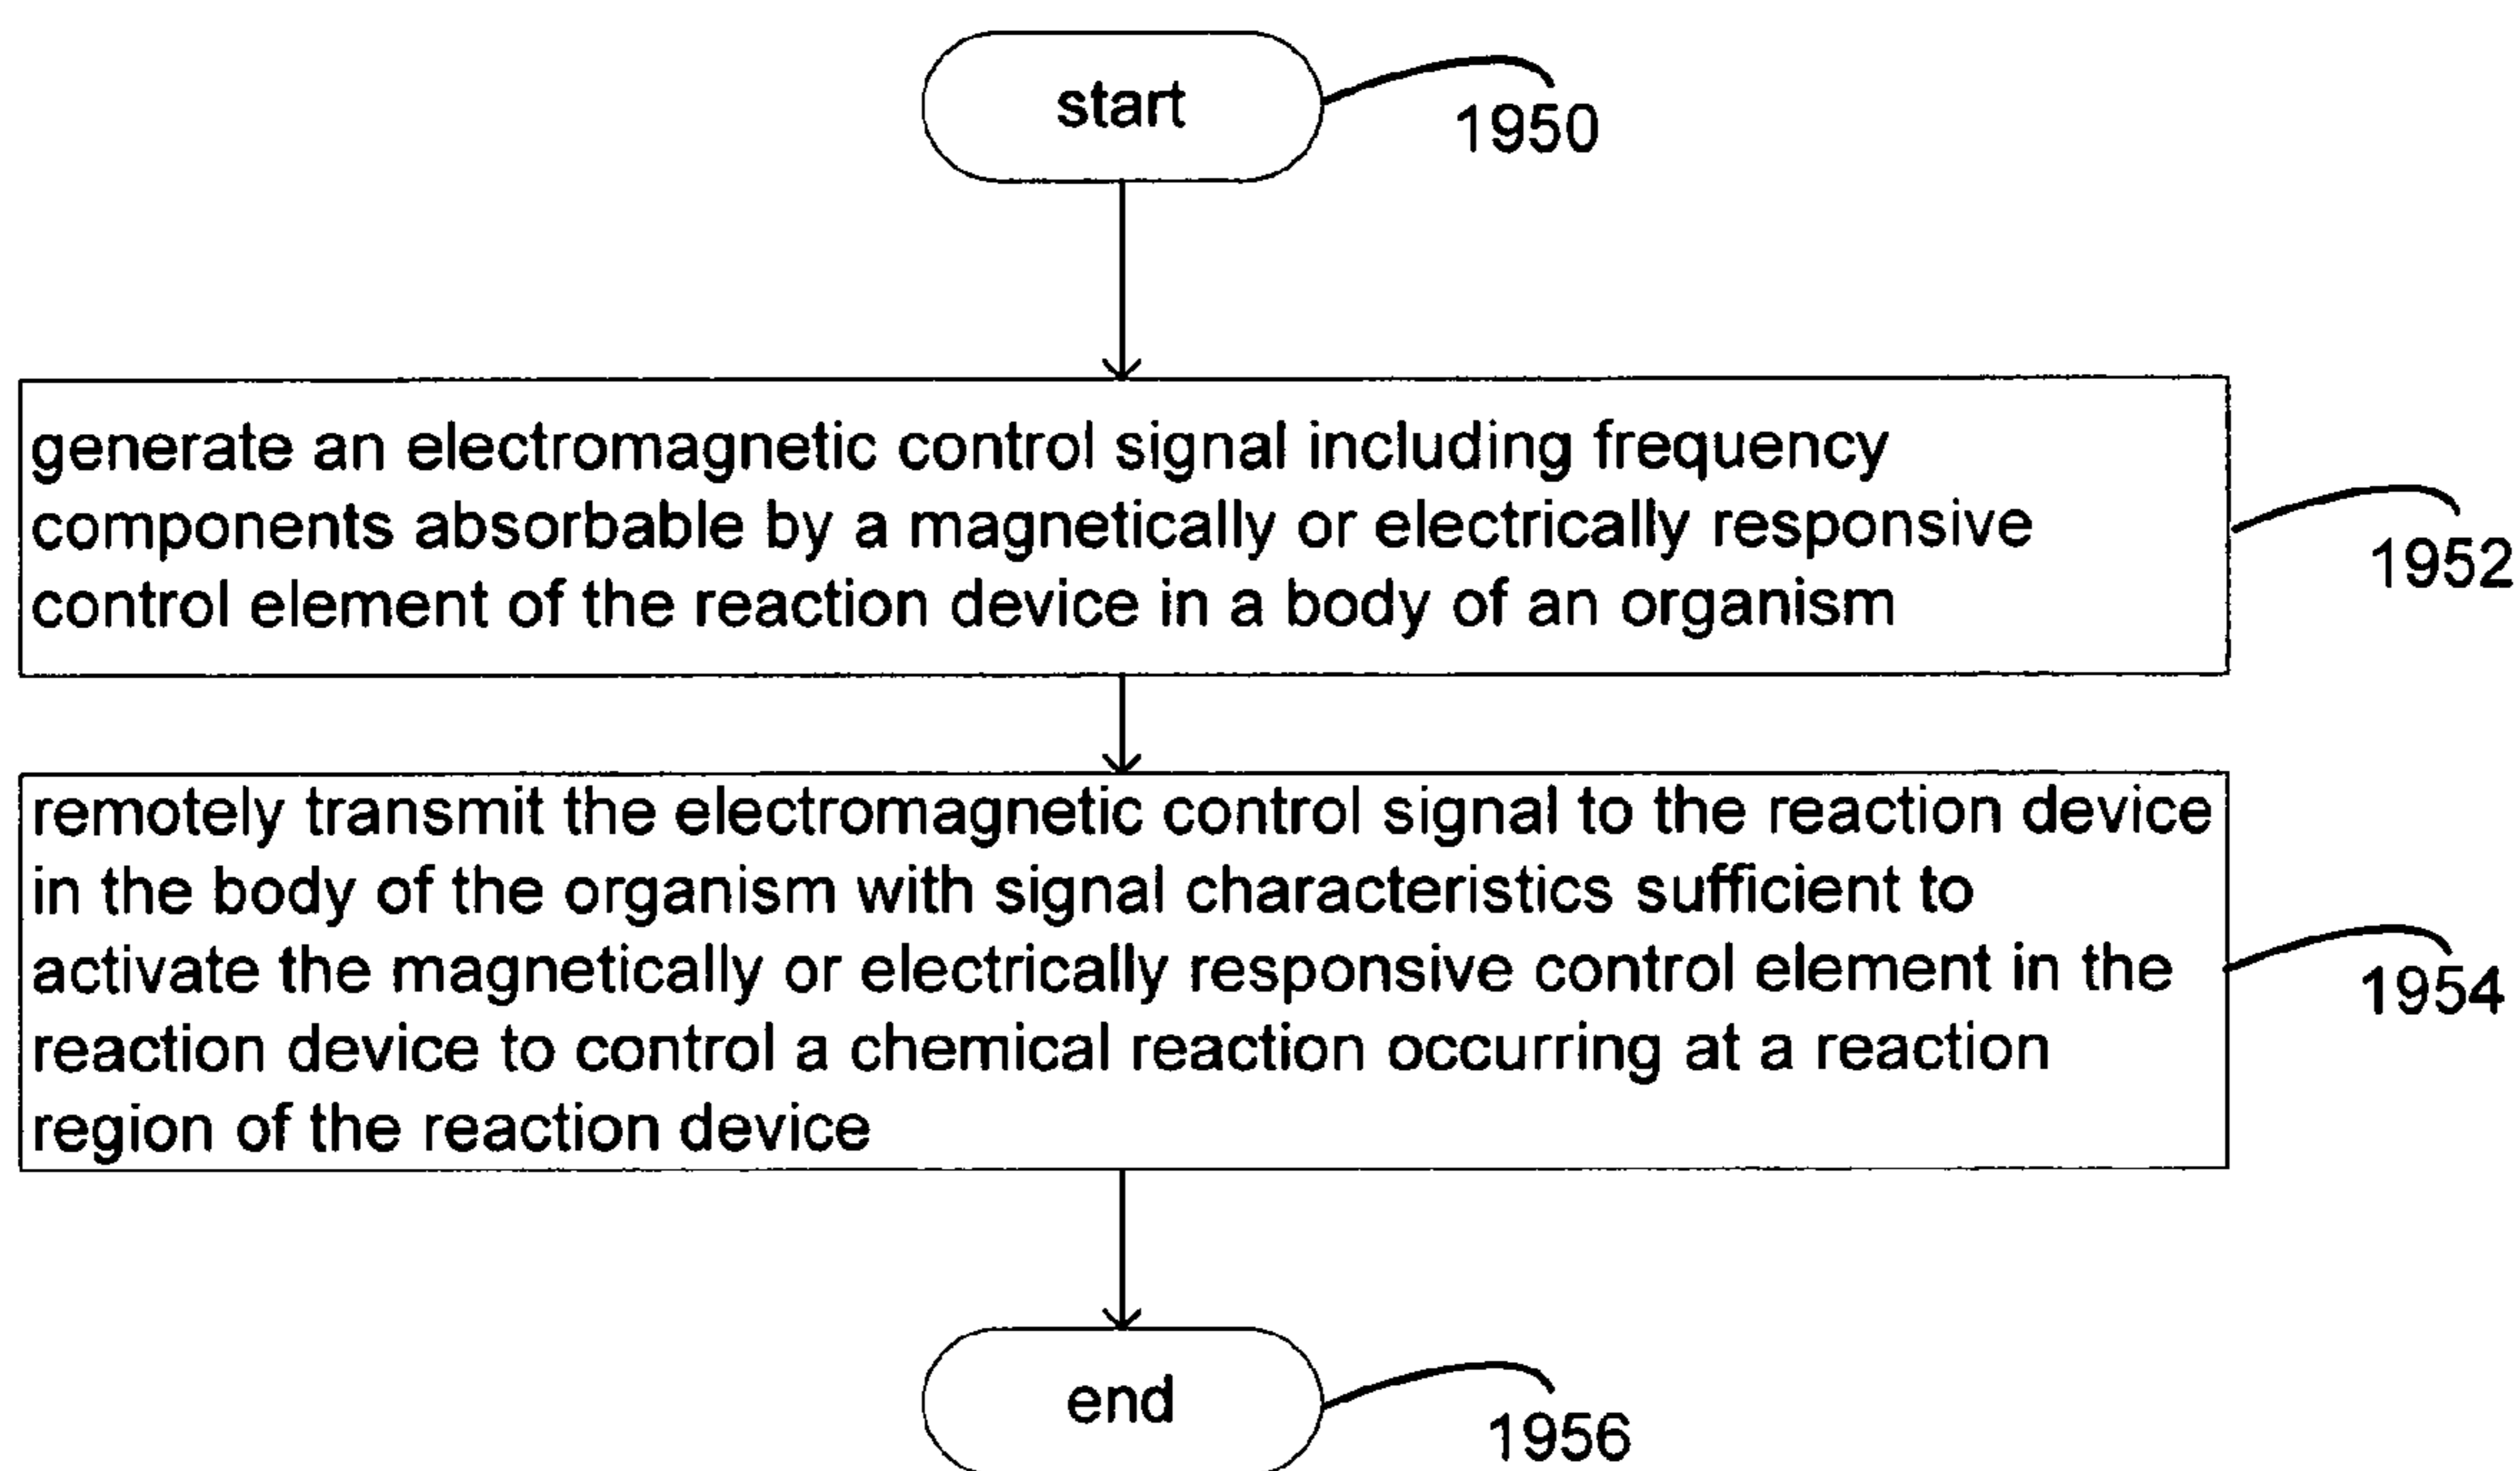 start
1950
generate an electromagnetic control signal including frequency
components absorbable by a magnetically or electrically responsive
control element of the reaction device in a body of an organism
1952
remotely transmit the electromagnetic control signal to the reaction device
in the body of the organism with signal characteristics sufficient to
activate the magnetically or electrically responsive control element in the
reaction device to control a chemical reaction occurring at a reaction
region of the reaction device
1954
end
1956